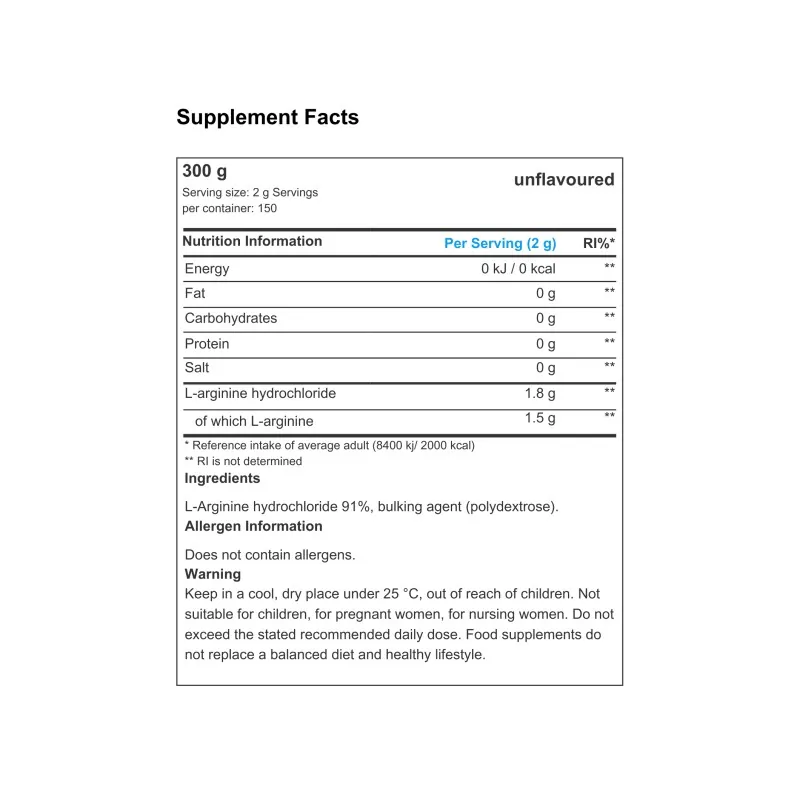 Supplement Facts
300 g
unflavoured
Serving size: 2 g Servings
per container: 150
Nutrition Information Per Serving (2 g) RI%*
Energy 0 kJ / 0 kcal **
Fat 0 g **
Carbohydrates 0 g **
Protein 0 g **
Salt 0 g **
L-arginine hydrochloride 1.8 g **
of which L-arginine 1.5 g **
* Reference intake of average adult (8400 kj/ 2000 kcal)
** RI is not determined
Ingredients
L-Arginine hydrochloride 91%, bulking agent (polydextrose).
Allergen Information
Does not contain allergens.
Warning
Keep in a cool, dry place under 25 °C, out of reach of children. Not
suitable for children, for pregnant women, for nursing women. Do not
exceed the stated recommended daily dose. Food supplements do
not replace a balanced diet and healthy lifestyle.